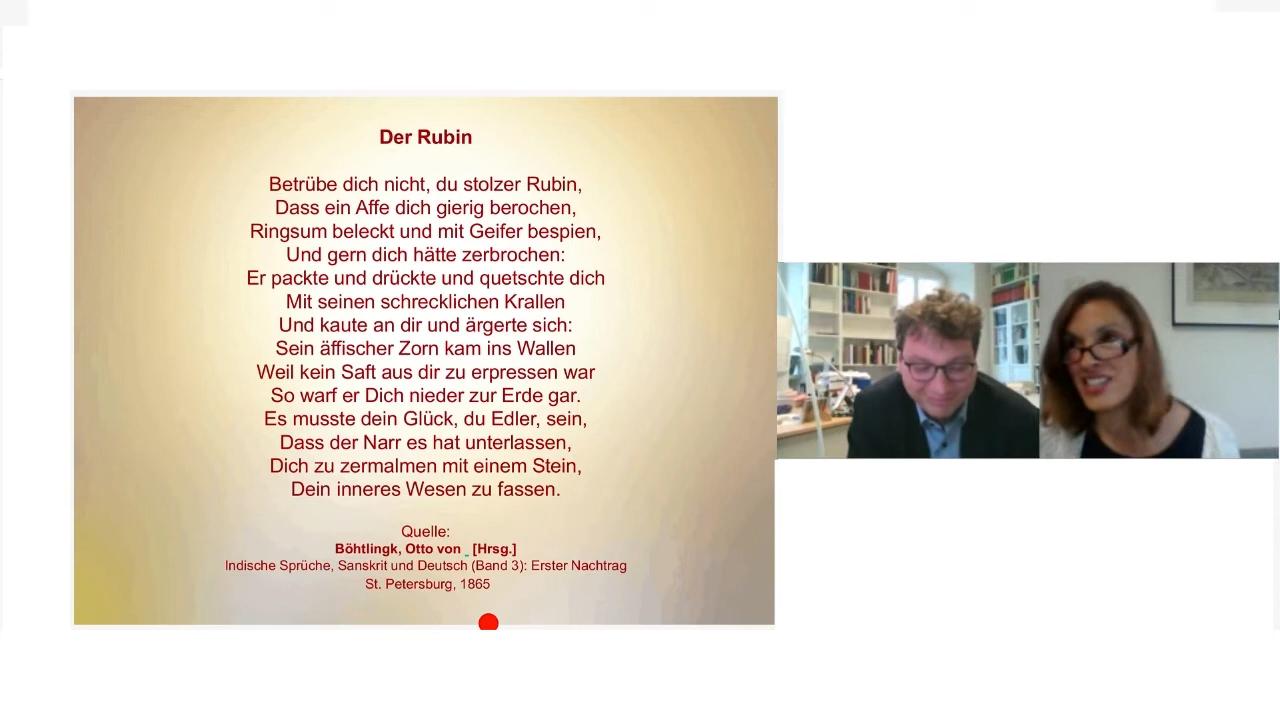 Der Rubin
Betrübe dich nicht, du stolzer Rubin,
Dass ein Affe dich gierig berochen,
Ringsum beleckt und mit Geifer bespien,
Und gern dich hätte zerbrochen:
Er packte und drückte und quetschte dich
Mit seinen schrecklichen Krallen
Und kaute an dir und ärgerte sich:
Sein äffischer Zorn kam ins Wallen
Weil kein Saft aus dir zu erpressen war
So warf er Dich nieder zur Erde gar.
Es musste dein Glück, du Edler, sein,
Dass der Narr es hat unterlassen,
Dich zu zermalmen mit einem Stein,
Dein inneres Wesen zu fassen.
Quelle:
Böhtlingk, Otto von _ [Hrsg.]
Indische Sprüche, Sanskrit und Deutsch (Band 3): Erster Nachtrag
St. Petersburg, 1865